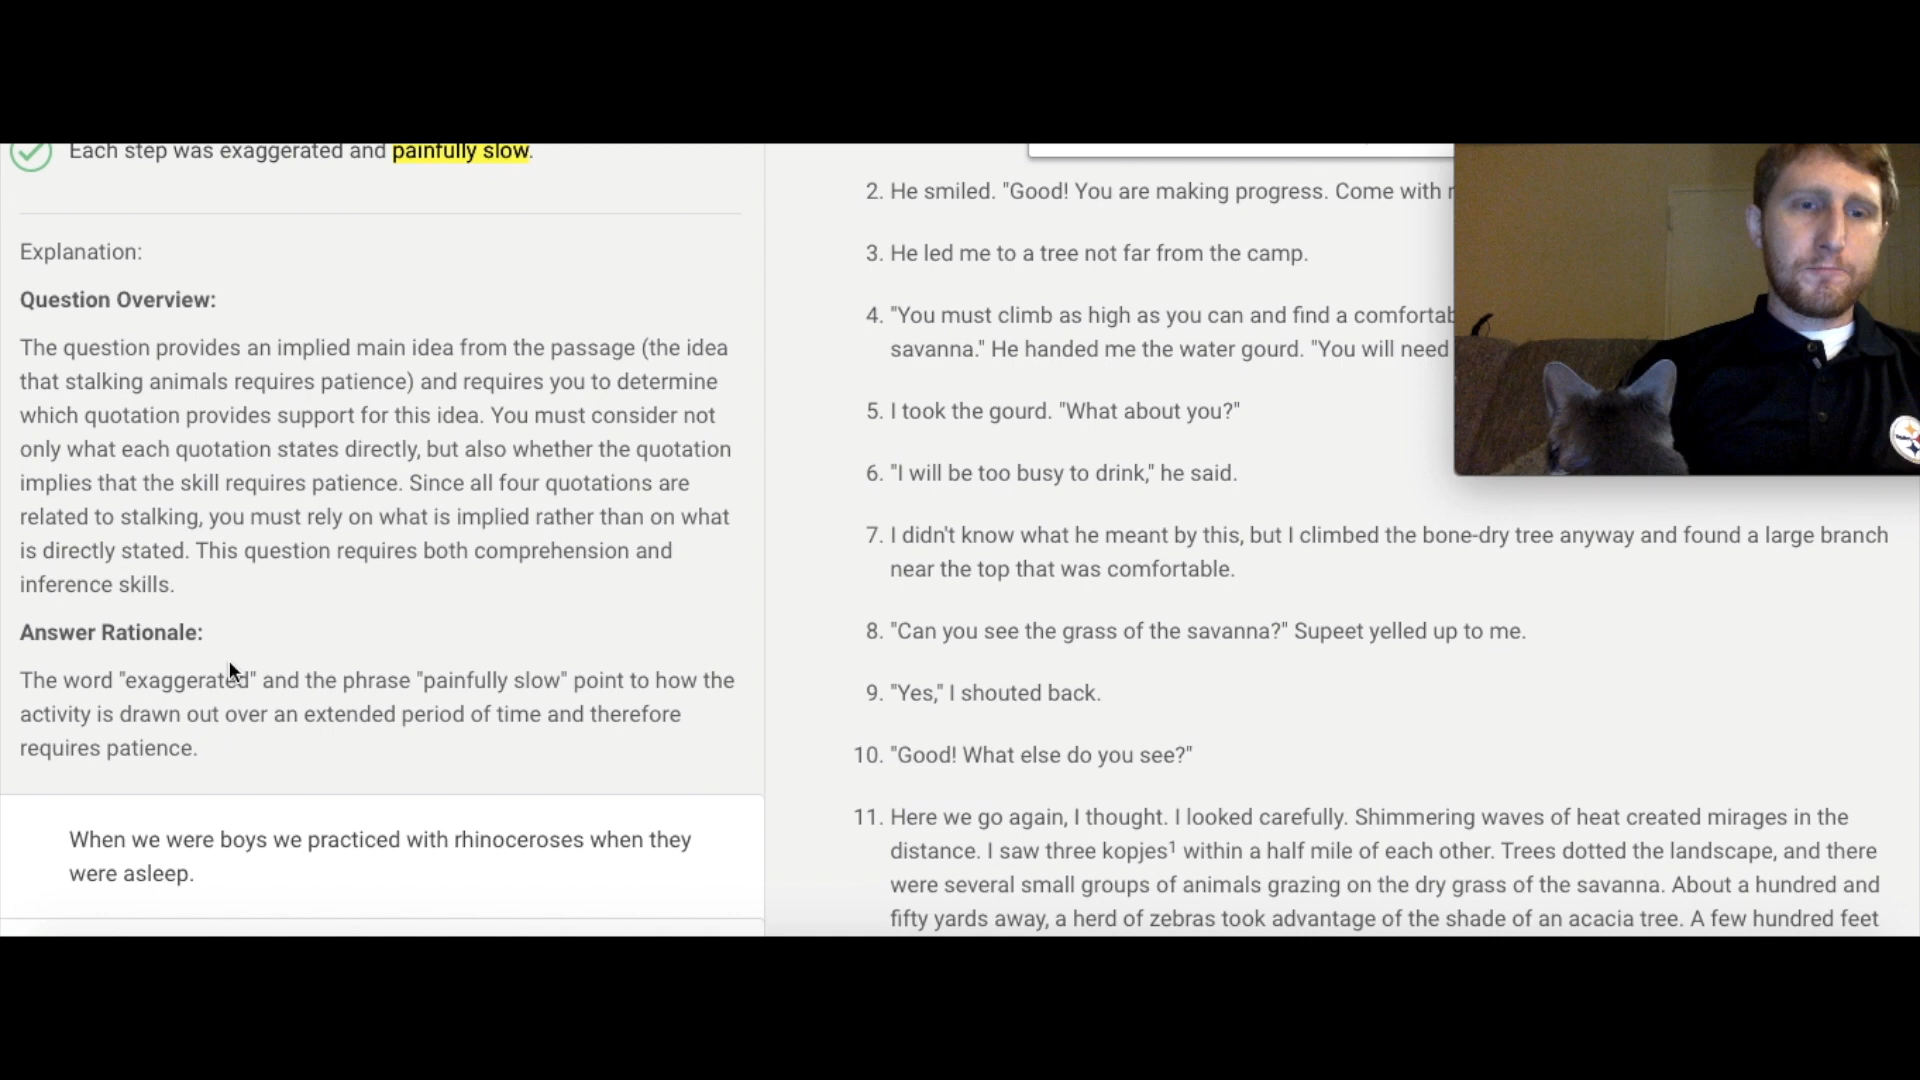 Each step was exaggerated and painfully slow.
Explanation:
Question Overview:
The question provides an implied main idea from the passage (the idea
that stalking animals requires patience) and requires you to determine
which quotation provides support for this idea. You must consider not
only what each quotation states directly, but also whether the quotation
implies that the skill requires patience. Since all four quotations are
related to stalking, you must rely on what is implied rather than on what
is directly stated. This question requires both comprehension and
inference skills.
Answer Rationale:
The word "exaggerated" and the phrase "painfully slow" point to how the
activity is drawn out over an extended period of time and therefore
requires patience.
When we were boys we practiced with rhinoceroses when they
were asleep.
2. He smiled. "Good! You are making progress. Come with
3. He led me to a tree not far from the camp.
4. "You must climb as high as you can and find a comfortab
savanna." He handed me the water gourd. "You will need
5. I took the gourd. "What about you?"
6. "I will be too busy to drink," he said.
7. I didn't know what he meant by this, but I climbed the bone-dry tree anyway and found a large branch
near the top that was comfortable.
8. "Can you see the grass of the savanna?" Supeet yelled up to me.
9. "Yes," I shouted back.
10. "Good! What else do you see?"
11. Here we go again, I thought. I looked carefully. Shimmering waves of heat created mirages in the
distance. I saw three kopjes¹ within a half mile of each other. Trees dotted the landscape, and there
were several small groups of animals grazing on the dry grass of the savanna. About a hundred and
fifty yards away, a herd of zebras took advantage of the shade of an acacia tree. A few hundred feet